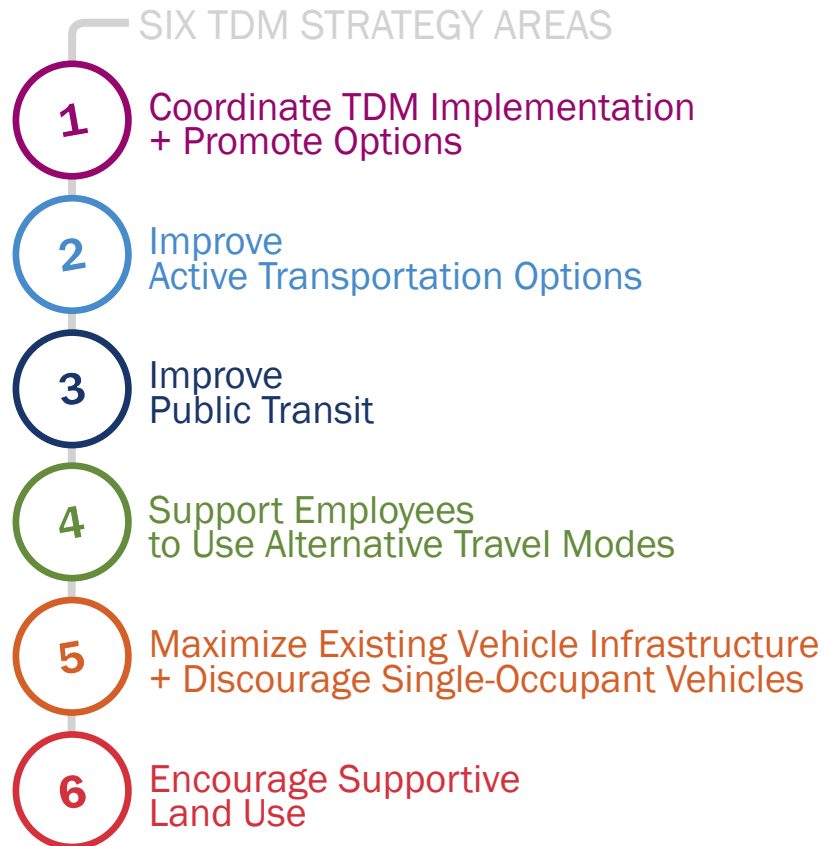 SIX TDM STRATEGY AREAS
1
Coordinate TDM Implementation
+ Promote Options
2
Improve
Active Transportation Options
3
Improve
Public Transit
4
Support Employees
to Use Alternative Travel Modes
5
Maximize Existing Vehicle Infrastructure
+ Discourage Single-Occupant Vehicles
6
Encourage Supportive
Land Use